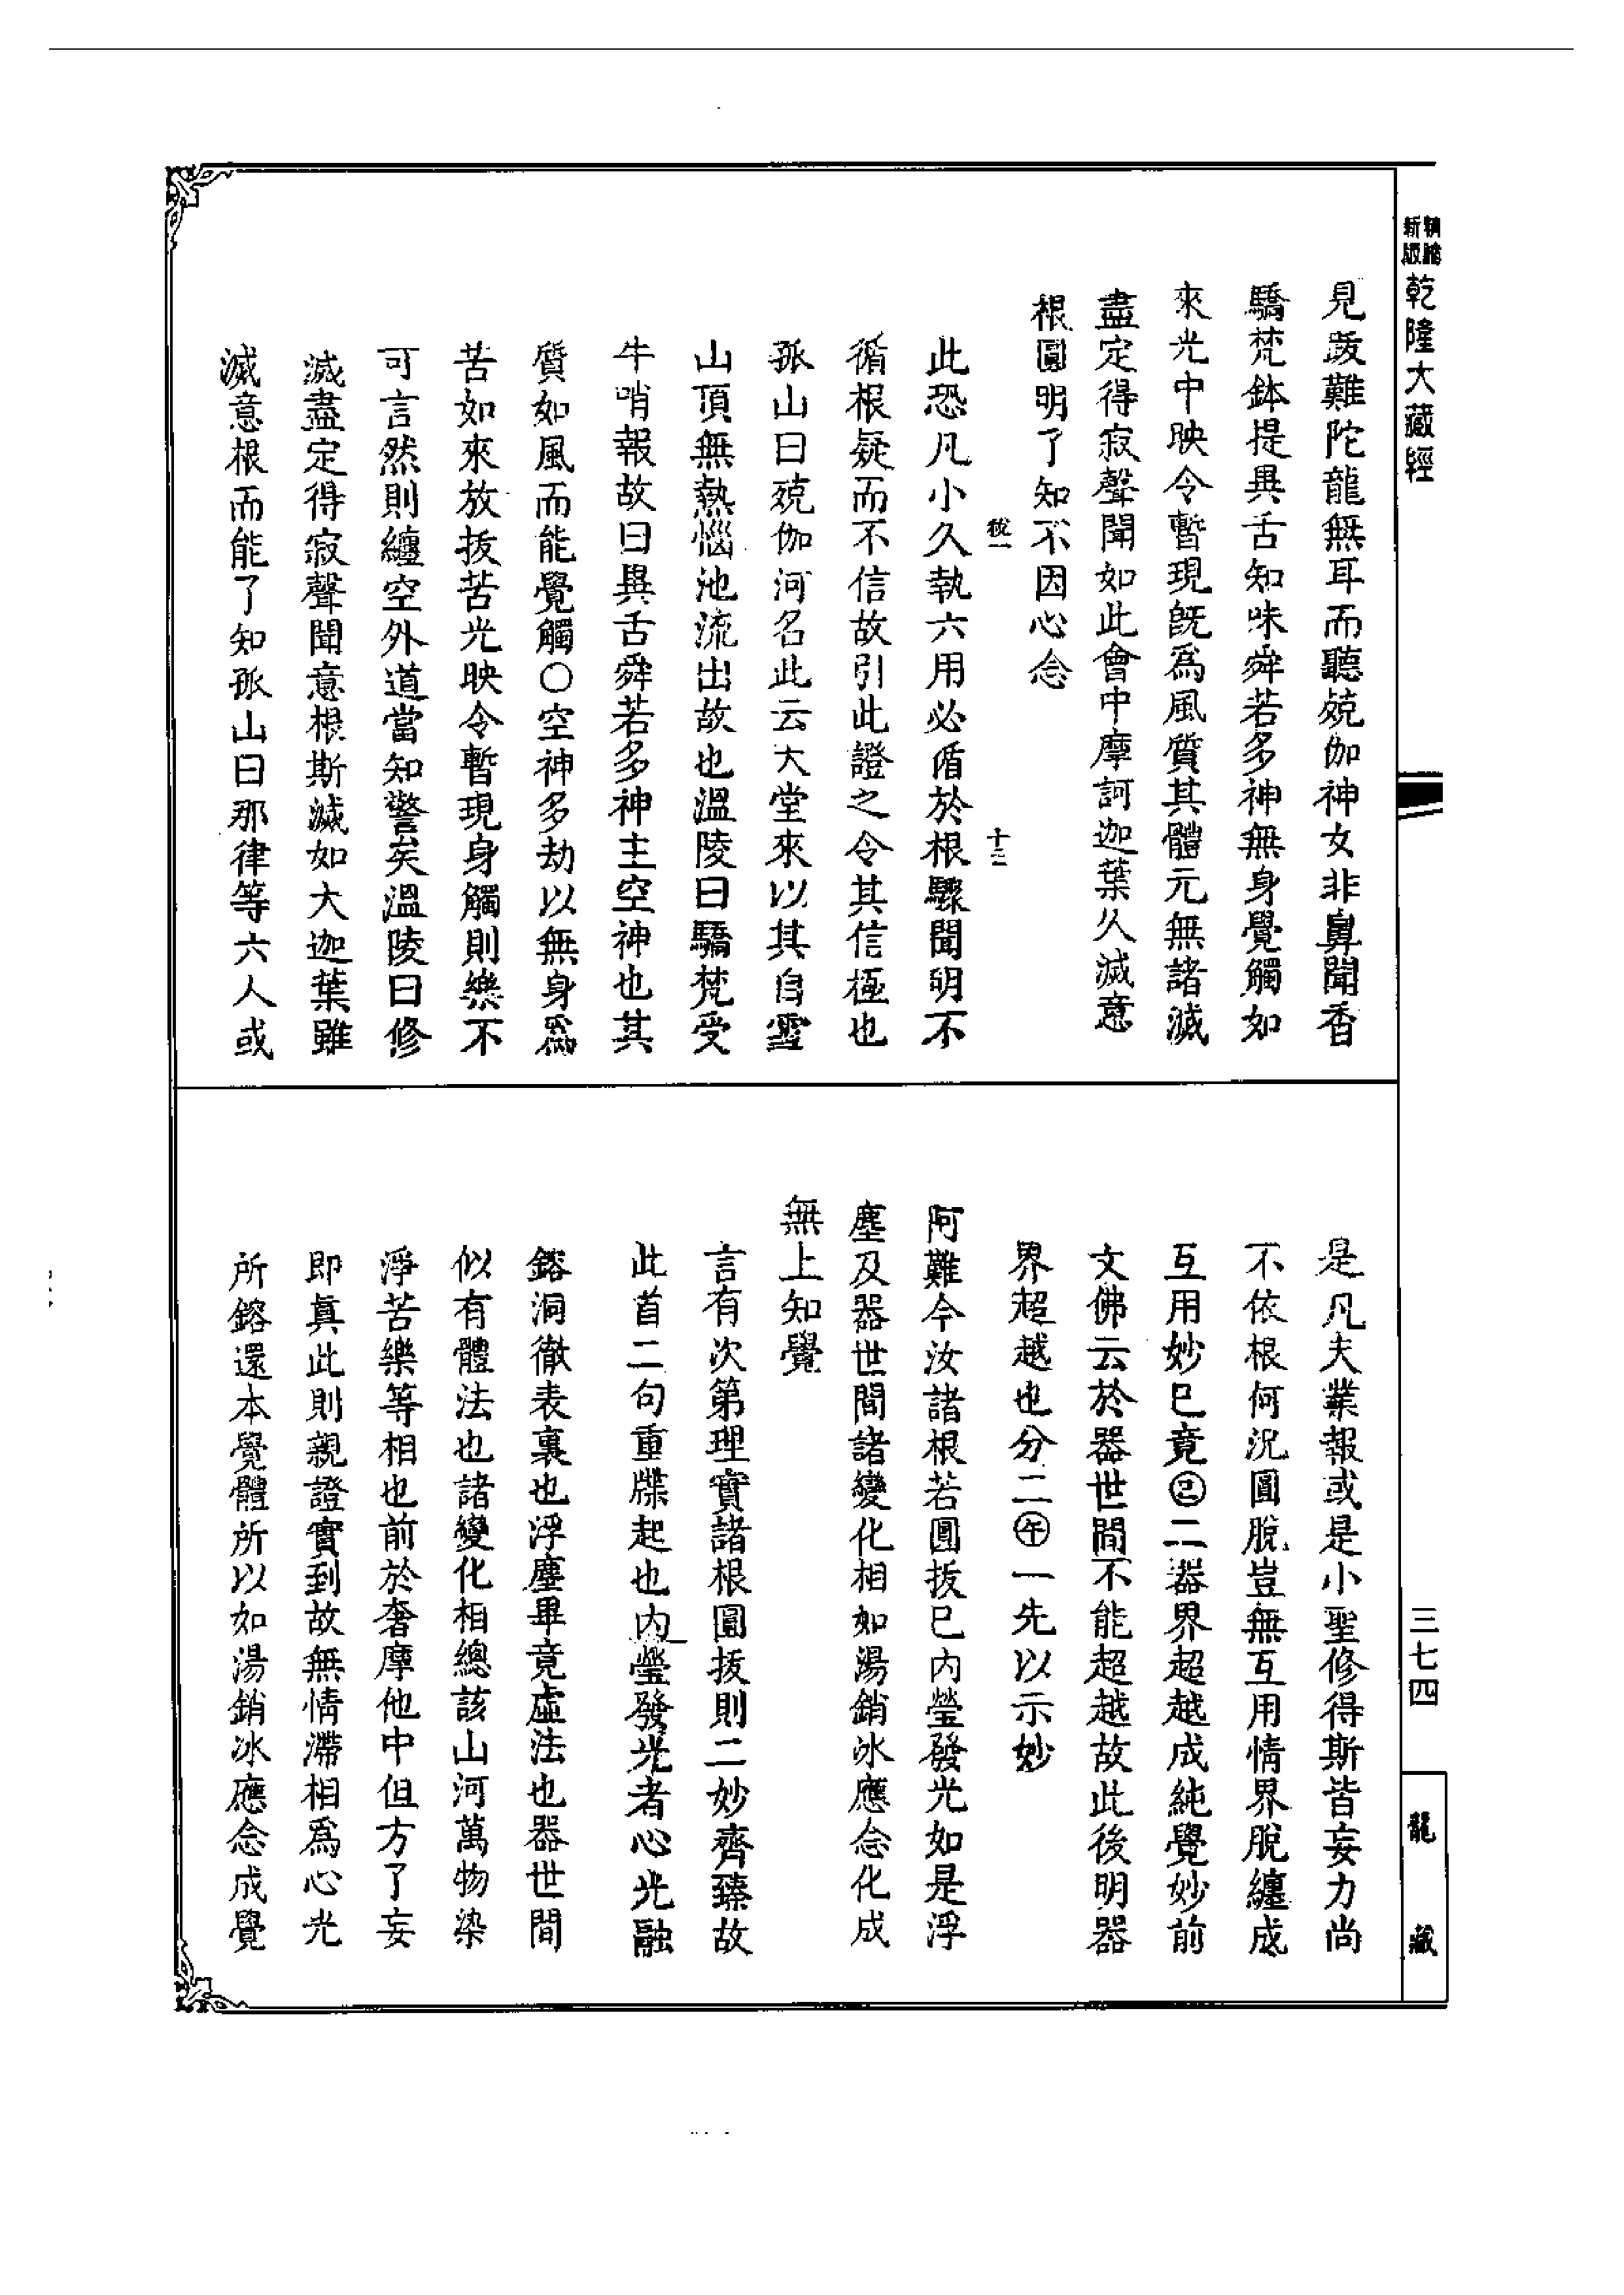 精縮
新版
乾隆大藏經
三七四
龍藏
見跋難陀龍無耳而聽殑伽神女非鼻聞香
驕梵鉢提異舌知味舜若多神無身覺觸如
來光中映令暫現旣爲風質其體元無諸滅
盡定得寂聲聞如此會中摩訶迦葉久滅意
根圓明了知不因心念
十三
此恐凡小久執六用必循於根驟聞明不
循根疑而不信故引此證之令其信極也
孤山曰殑伽河名此云天堂來以其自雪
山頂無熱惱池流出故也溫陵曰驕梵受
牛哨報故曰異舌舜若多神主空神也其
質如風而能覺觸○空神多劫以無身爲
苦如來放拔苦光映令暫現身觸則樂不
可言然則纏空外道當知警矣溫陵曰修
滅盡定得寂聲聞意根斯滅如大迦葉雖
滅意根而能了知孤山曰那律等六人或
是凡夫業報或是小聖修得斯皆妄力尚
不依根何況圓脫豈無互用情界脫纏成
互用妙巳竟㊁二器界超越成純覺妙前
文佛云於器世間不能超越故此後明器
界超越也分二㊍一先以示妙
阿難今汝諸根若圓拔巳內瑩發光如是浮
塵及器世間諸變化相如湯銷冰應念化成
無上知覺
言有次第理實諸根圓拔則二妙齊臻故
此首二句重牒起也內瑩發光者心光融
鎔洞徹表裏也浮塵畢竟虛法也器世間
似有體法也諸變化相總該山河萬物染
淨苦樂等相也前於奢摩他中但方了妄
即眞此則親證實到故無情滯相爲心光
所鎔還本覺體所以如湯銷冰應念成覺